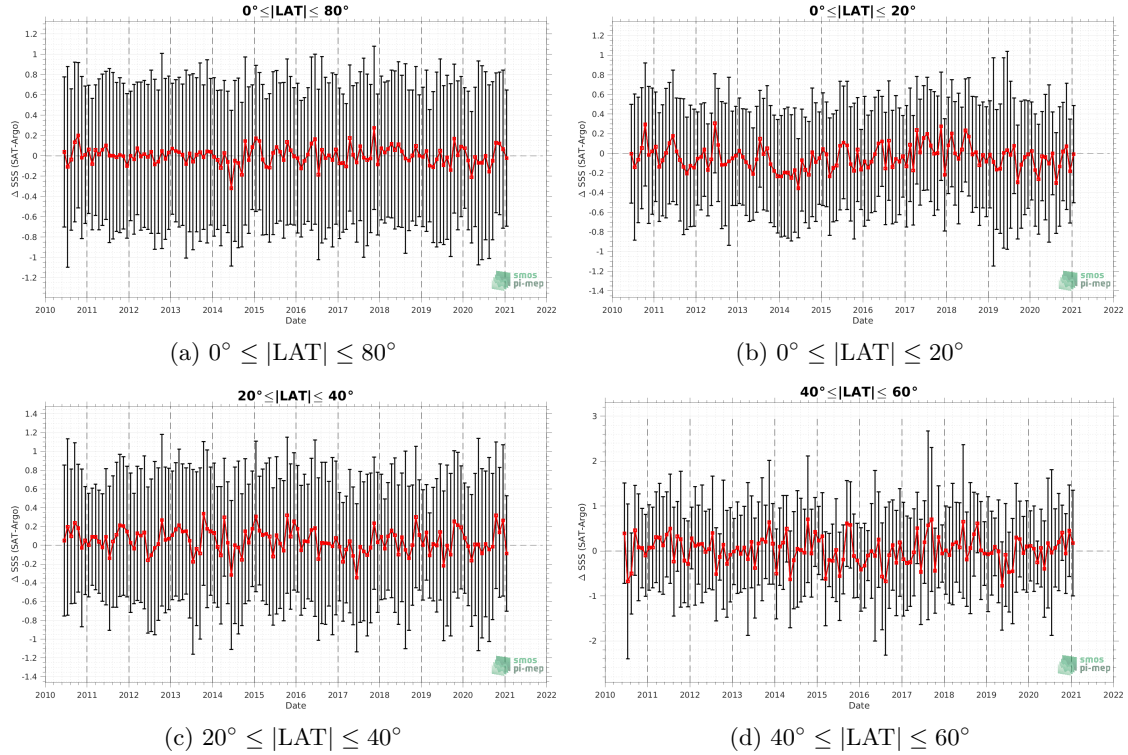 0°≤|LAT|≤ 80°
Δ SSS (SAT-Argo)
1.2
1
0.8
0.6
0.4
0.2
0
-0.2
-0.4
-0.6
-0.8
-1
-1.2
2010 2011 2012 2013 2014 2015 2016 2017 2018 2019 2020 2021 2022
Date
smos
pi-mep
(a) 0° ≤ |LAT| ≤ 80°
0°≤|LAT|≤ 20°
Δ SSS (SAT-Argo)
1.2
1
0.8
0.6
0.4
0.2
0
-0.2
-0.4
-0.6
-0.8
-1
-1.2
-1.4
2010 2011 2012 2013 2014 2015 2016 2017 2018 2019 2020 2021 2022
Date
smos
pi-mep
(b) 0° ≤ |LAT| ≤ 20°
20°≤|LAT|≤ 40°
Δ SSS (SAT-Argo)
1.4
1.2
1
0.8
0.6
0.4
0.2
0
-0.2
-0.4
-0.6
-0.8
-1
-1.2
-1.4
2010 2011 2012 2013 2014 2015 2016 2017 2018 2019 2020 2021 2022
Date
smos
pi-mep
(c) 20° ≤ |LAT| ≤ 40°
40°≤|LAT|≤ 60°
Δ SSS (SAT-Argo)
3
2
1
0
-1
-2
2010 2011 2012 2013 2014 2015 2016 2017 2018 2019 2020 2021 2022
Date
smos
pi-mep
(d) 40° ≤ |LAT| ≤ 60°